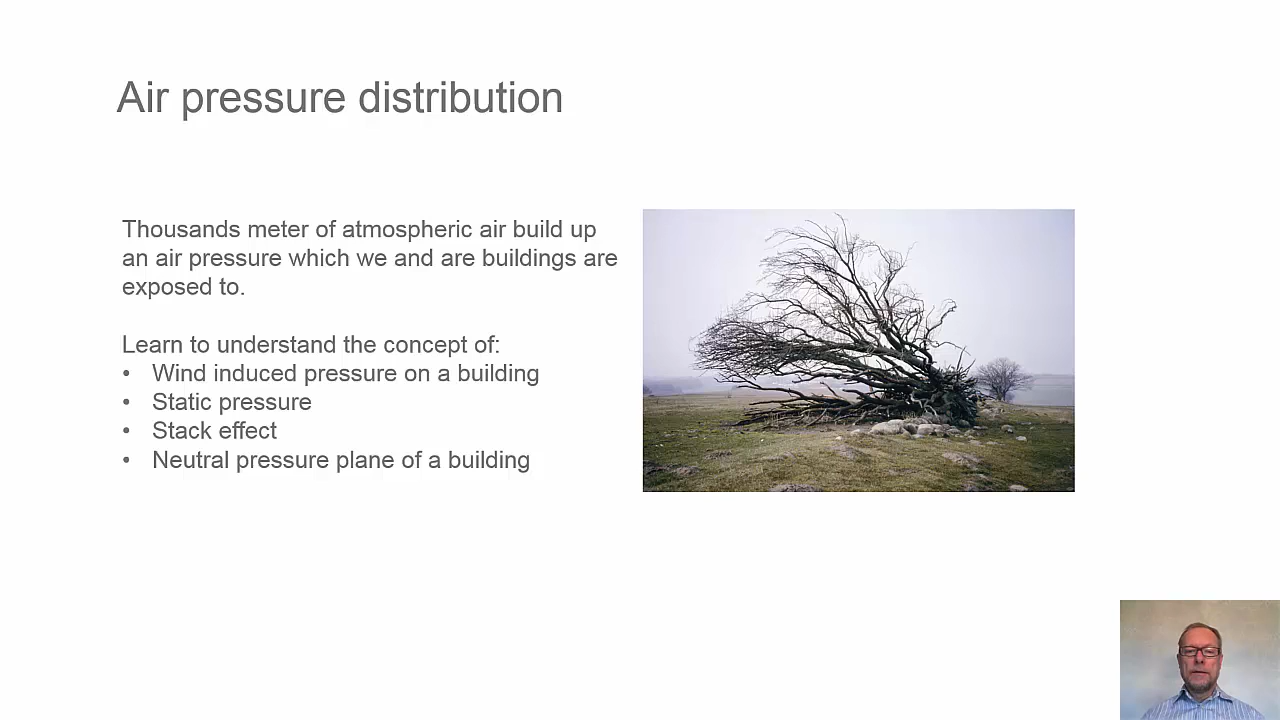 Air pressure distribution
Thousands meter of atmospheric air build up
an air pressure which we and are buildings are
exposed to.
Learn to understand the concept of:
• Wind induced pressure on a building
• Static pressure
• Stack effect
• Neutral pressure plane of a building